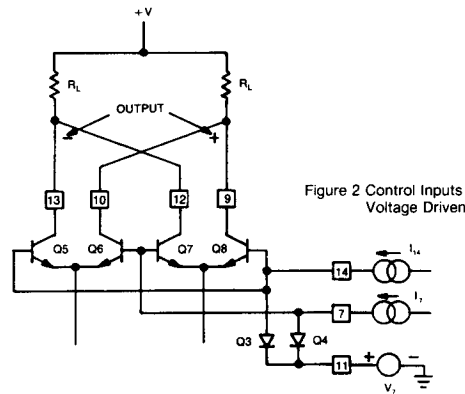 +V
RL
RL
OUTPUT
−
+
13
10
12
9
Figure 2 Control Inputs
Voltage Driven
Q5
Q6
Q7
Q8
14
I14
7
I7
Q3
Q4
11
+
−
V7